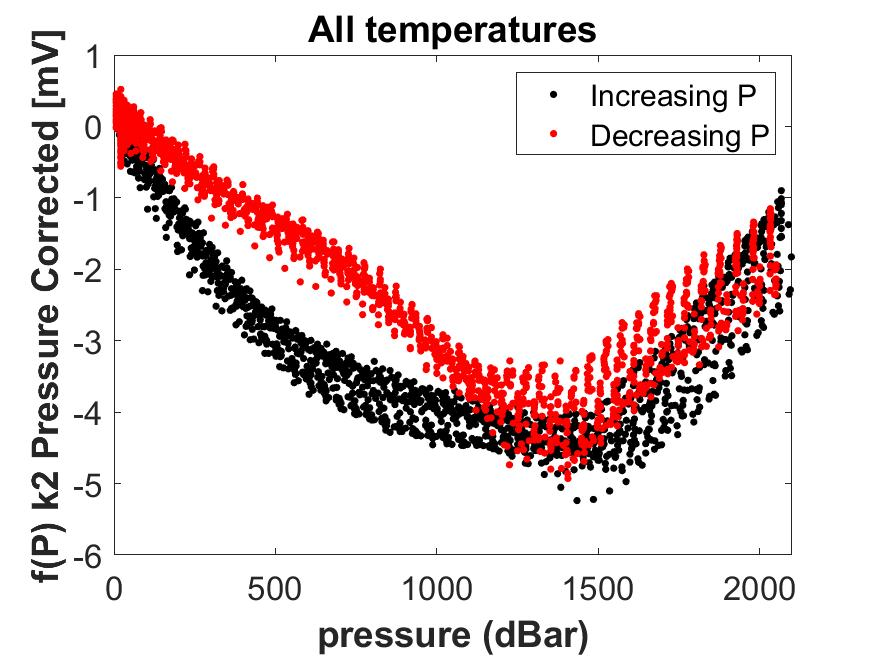 All temperatures
Increasing P
Decreasing P
f(P) k2 Pressure Corrected [mV]
1
0
-1
-2
-3
-4
-5
-6
0 500 1000 1500 2000
pressure (dBar)